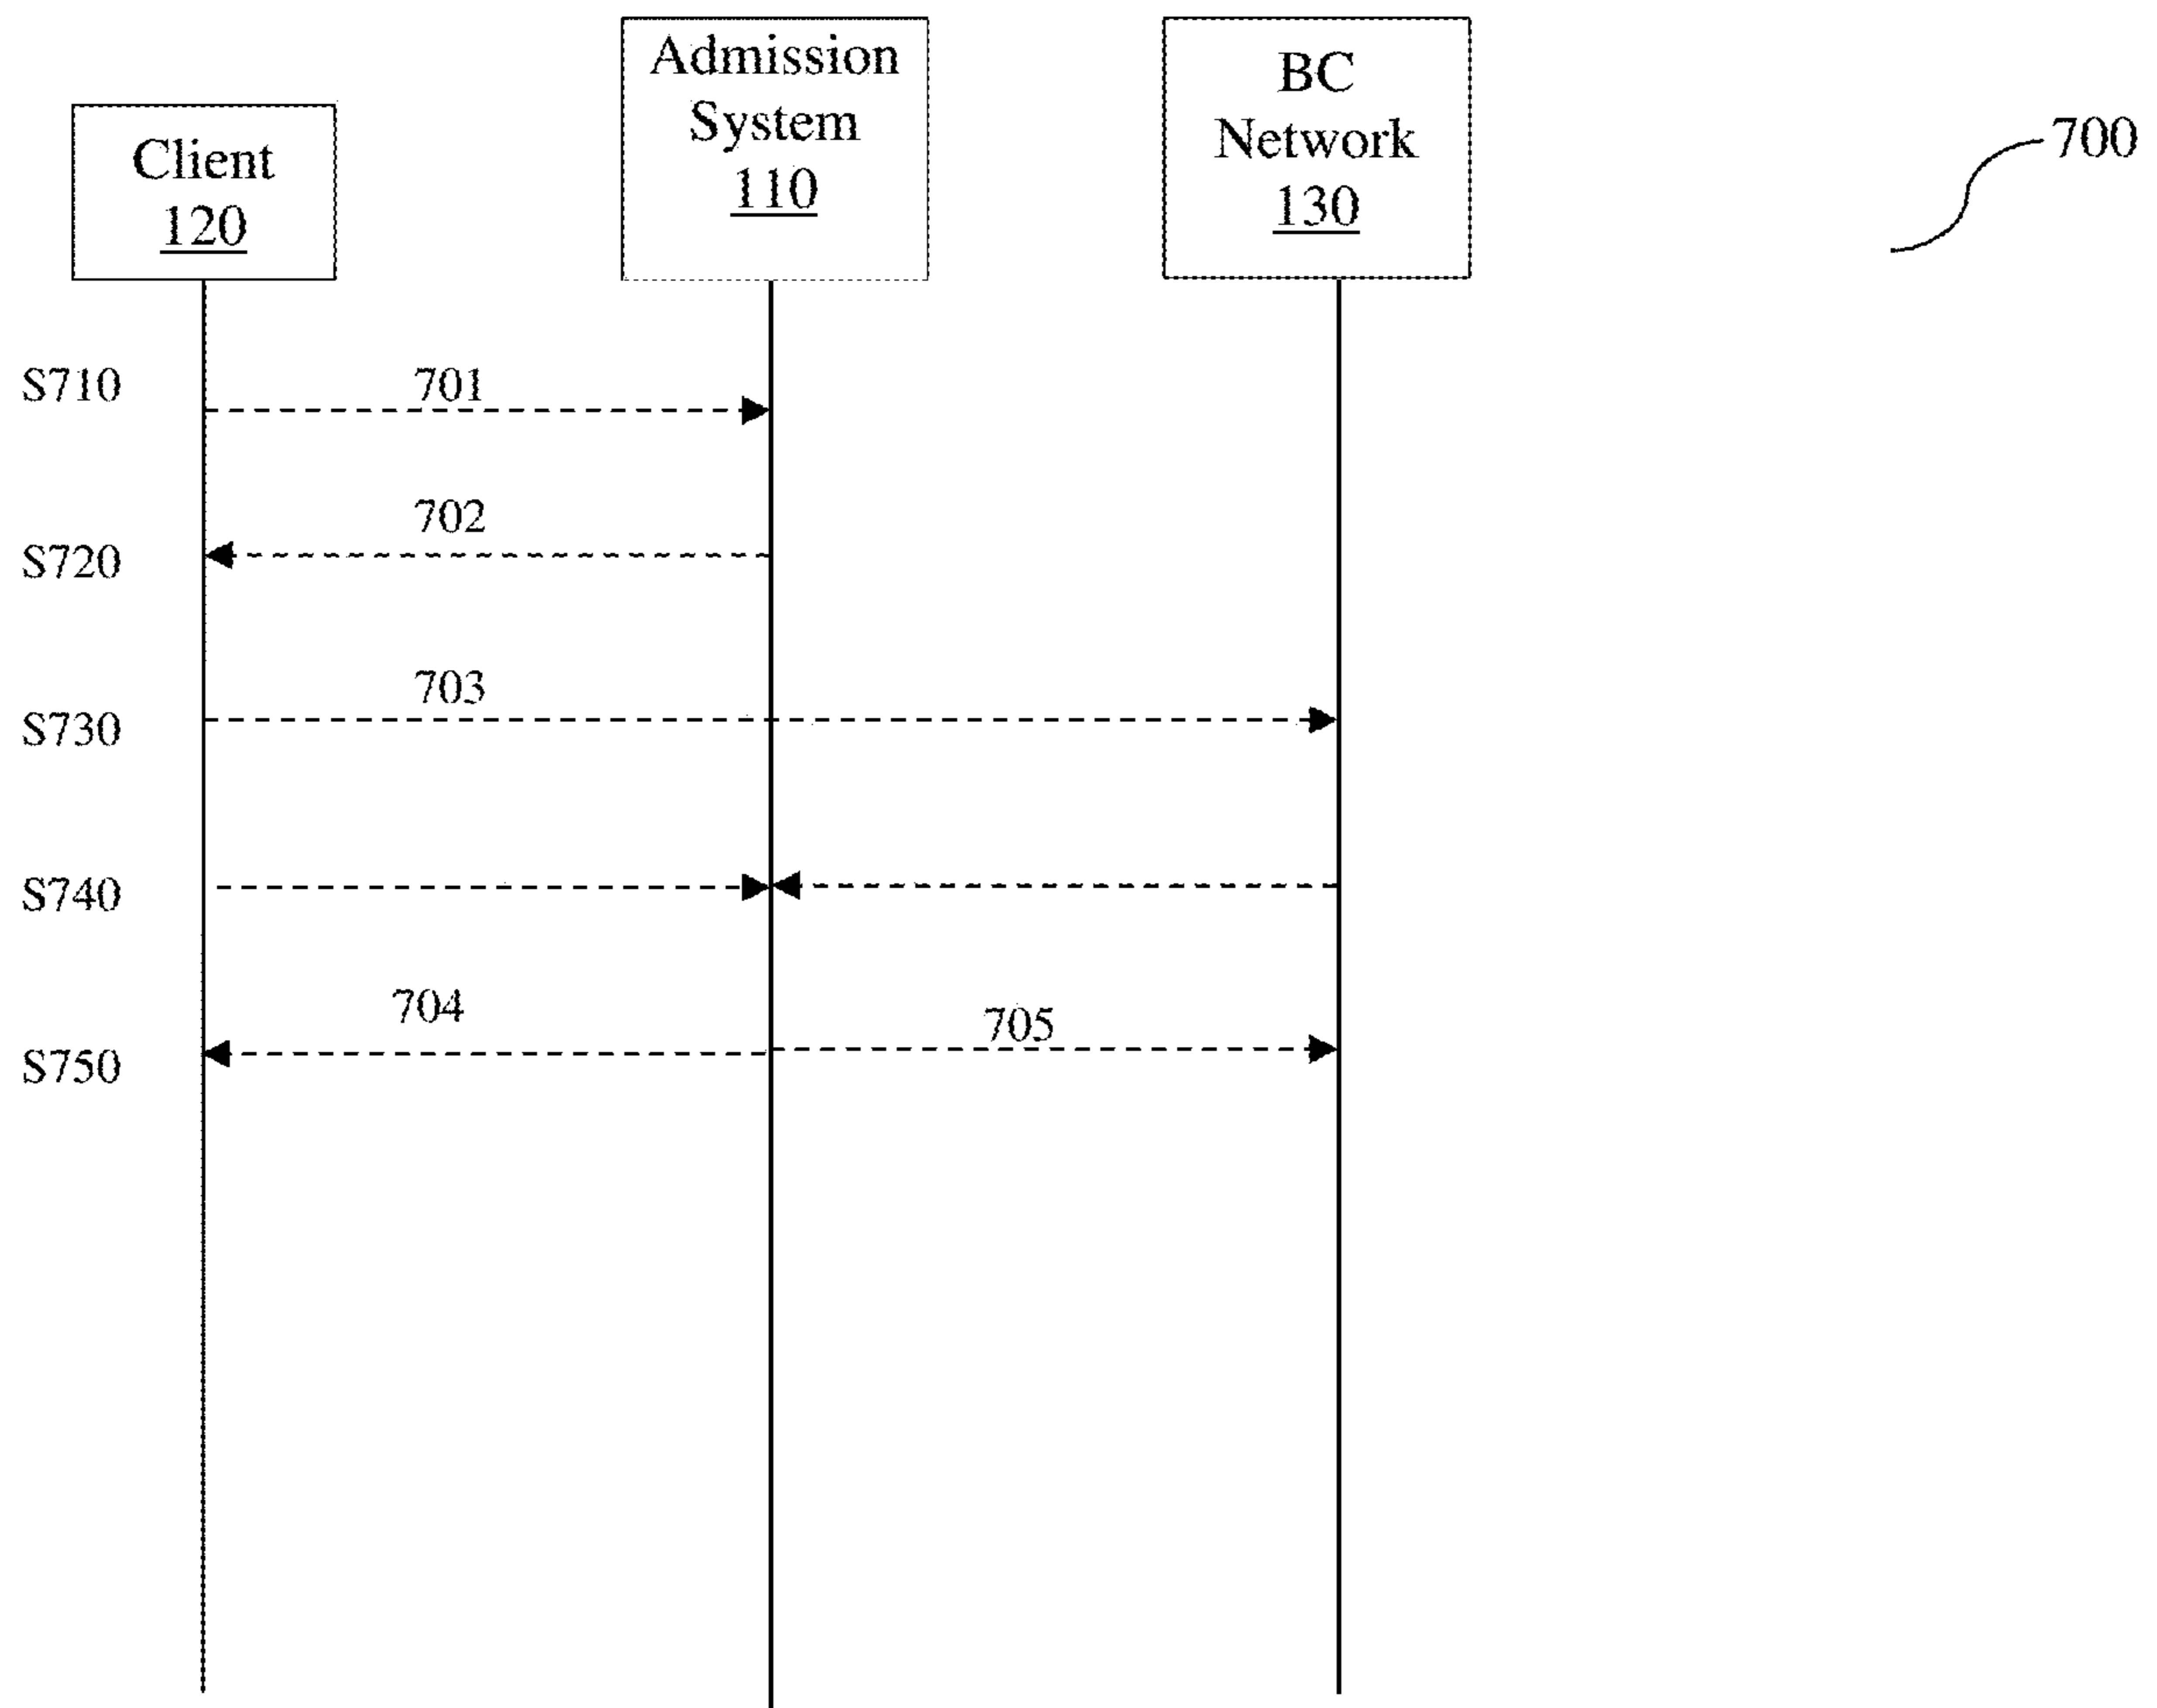 Client
120
Admission
System
110
BC
Network
130
700
S710
701
S720
702
S730
703
S740
S750
704
705